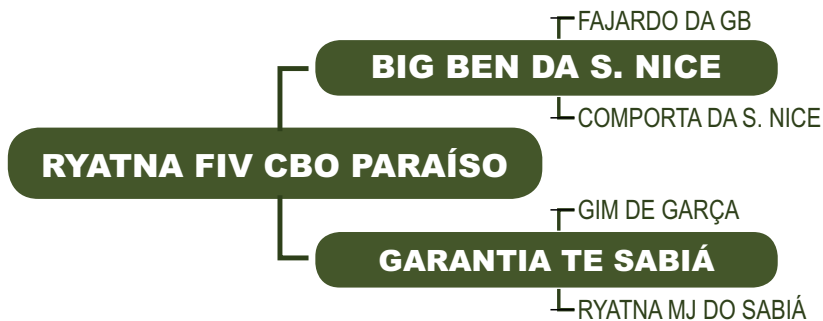 FAJARDO DA GB
BIG BEN DA S. NICE
COMPORTA DA S. NICE
RYATNA FIV CBO PARAÍSO
GIM DE GARÇA
GARANTIA TE SABIÁ
RYATNA MJ DO SABIÁ